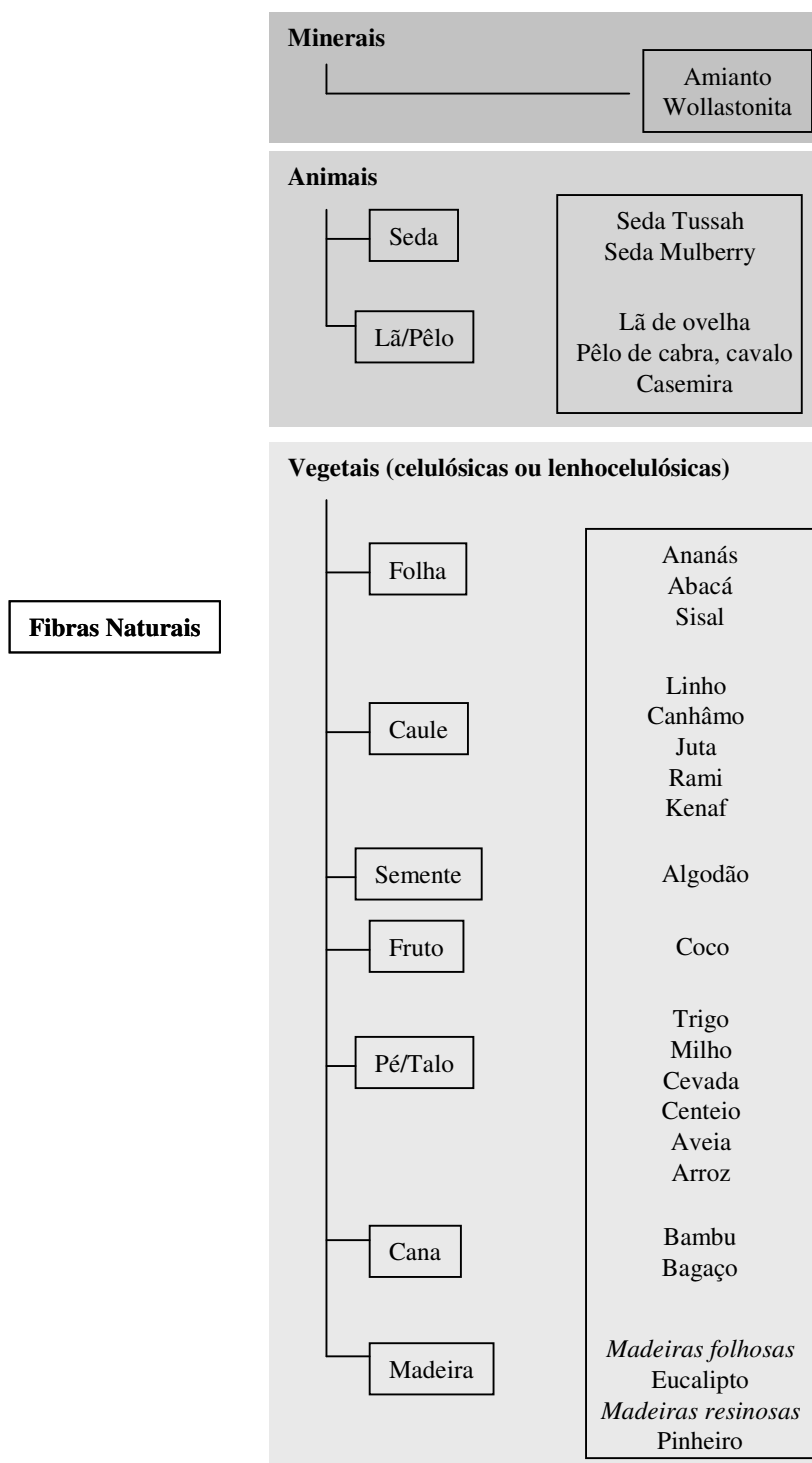 Minerais
Amianto
Wollastonita
Animais
Seda
Seda Tussah
Seda Mulberry
Lã/Pêlo
Lã de ovelha
Pêlo de cabra, cavalo
Casemira
Fibras Naturais
Vegetais (celulósicas ou lenhocelulósicas)
Folha
Ananás
Abacá
Sisal
Caule
Linho
Canhâmo
Juta
Rami
Kenaf
Semente
Algodão
Fruto
Coco
Pé/Talo
Trigo
Milho
Cevada
Centeio
Aveia
Arroz
Cana
Bambu
Bagaço
Madeira
Madeiras folhosas
Eucalipto
Madeiras resinosas
Pinheiro